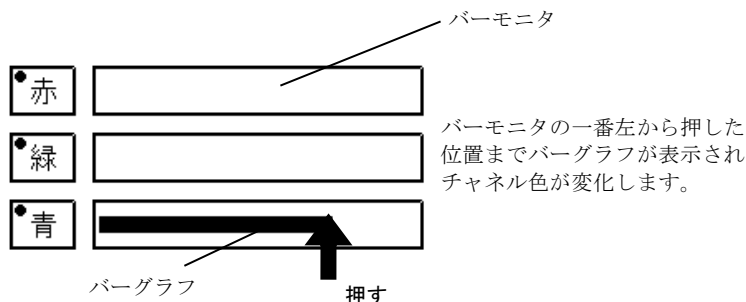 バーモニタ
赤
緑
青
バーモニタの一番左から押した
位置までバーグラフが表示され
チャネル色が変化します。
バーグラフ
押す